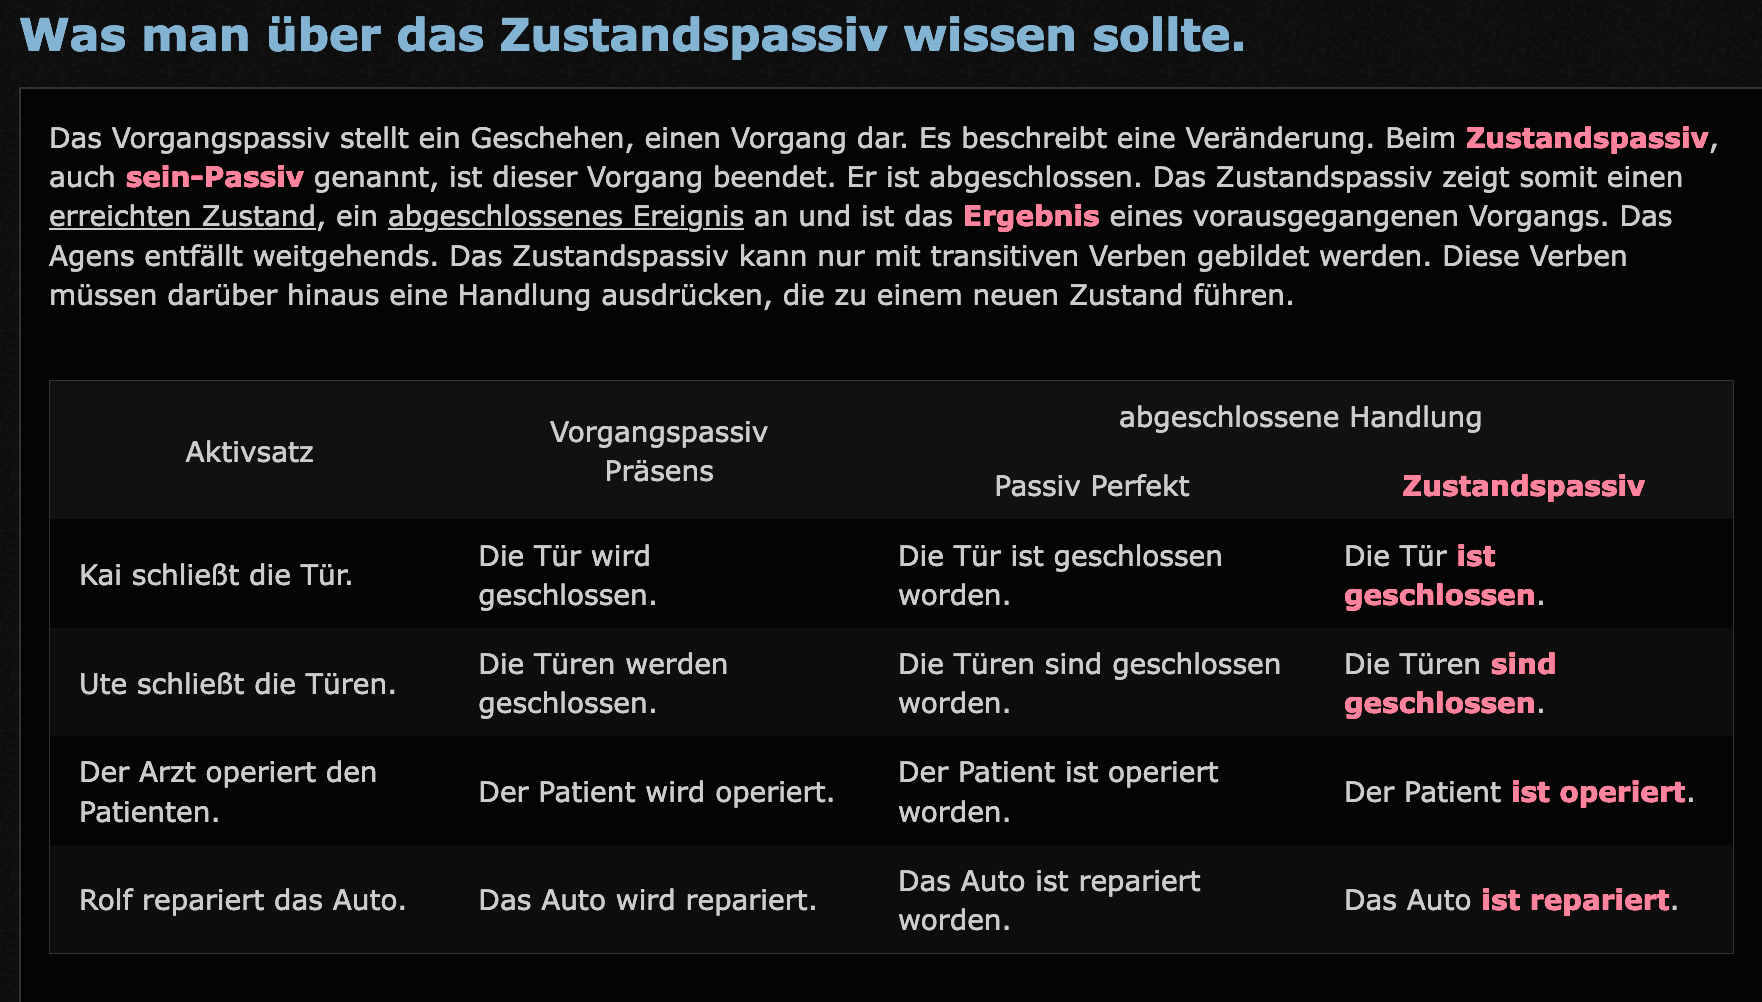 Was man über das Zustandspassiv wissen sollte.
Das Vorgangspassiv stellt ein Geschehen, einen Vorgang dar. Es beschreibt eine Veränderung. Beim Zustandspassiv,
auch sein-Passiv genannt, ist dieser Vorgang beendet. Er ist abgeschlossen. Das Zustandspassiv zeigt somit einen
erreichten Zustand, ein abgeschlossenes Ereignis an und ist das Ergebnis eines vorausgegangenen Vorgangs. Das
Agens entfällt weitgehends. Das Zustandspassiv kann nur mit transitiven Verben gebildet werden. Diese Verben
müssen darüber hinaus eine Handlung ausdrücken, die zu einem neuen Zustand führen.
Aktivsatz
Vorgangspassiv
Präsens
abgeschlossene Handlung
Passiv Perfekt
Zustandspassiv
Kai schließt die Tür.
Die Tür wird
geschlossen.
Die Tür ist geschlossen
worden.
Die Tür ist
geschlossen.
Ute schließt die Türen.
Die Türen werden
geschlossen.
Die Türen sind geschlossen
worden.
Die Türen sind
geschlossen.
Der Arzt operiert den
Patienten.
Der Patient wird operiert.
Der Patient ist operiert
worden.
Der Patient ist operiert.
Rolf repariert das Auto.
Das Auto wird repariert.
Das Auto ist repariert
worden.
Das Auto ist repariert.